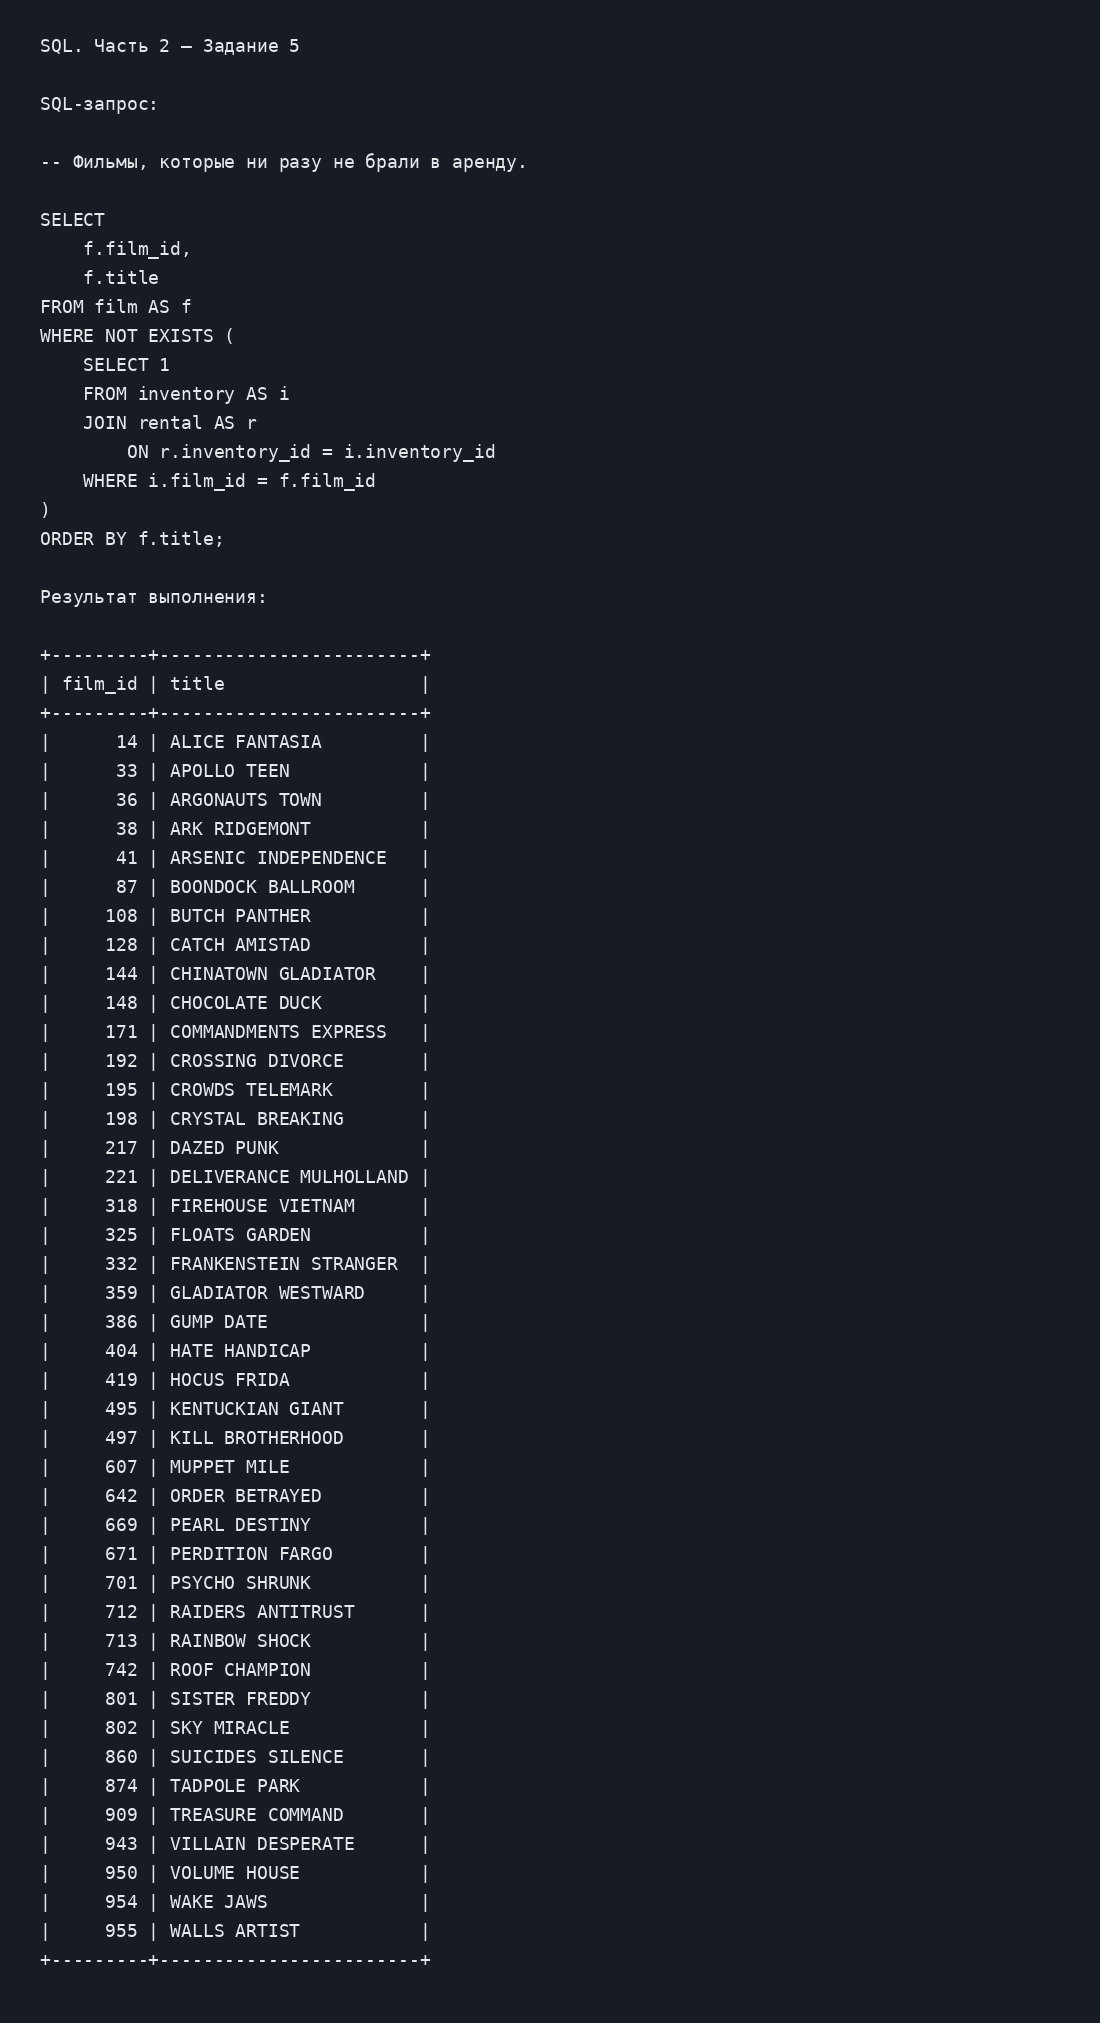 SQL. Часть 2 — Задание 5
SQL-запрос:
-- Фильмы, которые ни разу не брали в аренду.
SELECT
    f.film_id,
    f.title
FROM film AS f
WHERE NOT EXISTS (
    SELECT 1
    FROM inventory AS i
    JOIN rental AS r
        ON r.inventory_id = i.inventory_id
    WHERE i.film_id = f.film_id
)
ORDER BY f.title;
Результат выполнения:
+---------+------------------------+
| film_id | title                  |
+---------+------------------------+
|      14 | ALICE FANTASIA         |
|      33 | APOLLO TEEN            |
|      36 | ARGONAUTS TOWN         |
|      38 | ARK RIDGEMONT          |
|      41 | ARSENIC INDEPENDENCE   |
|      87 | BOONDOCK BALLROOM      |
|     108 | BUTCH PANTHER          |
|     128 | CATCH AMISTAD          |
|     144 | CHINATOWN GLADIATOR    |
|     148 | CHOCOLATE DUCK         |
|     171 | COMMANDMENTS EXPRESS   |
|     192 | CROSSING DIVORCE       |
|     195 | CROWDS TELEMARK        |
|     198 | CRYSTAL BREAKING       |
|     217 | DAZED PUNK             |
|     221 | DELIVERANCE MULHOLLAND |
|     318 | FIREHOUSE VIETNAM      |
|     325 | FLOATS GARDEN          |
|     332 | FRANKENSTEIN STRANGER  |
|     359 | GLADIATOR WESTWARD     |
|     386 | GUMP DATE              |
|     404 | HATE HANDICAP          |
|     419 | HOCUS FRIDA            |
|     495 | KENTUCKIAN GIANT       |
|     497 | KILL BROTHERHOOD       |
|     607 | MUPPET MILE            |
|     642 | ORDER BETRAYED         |
|     669 | PEARL DESTINY          |
|     671 | PERDITION FARGO        |
|     701 | PSYCHO SHRUNK          |
|     712 | RAIDERS ANTITRUST      |
|     713 | RAINBOW SHOCK          |
|     742 | ROOF CHAMPION          |
|     801 | SISTER FREDDY          |
|     802 | SKY MIRACLE            |
|     860 | SUICIDES SILENCE       |
|     874 | TADPOLE PARK           |
|     909 | TREASURE COMMAND       |
|     943 | VILLAIN DESPERATE      |
|     950 | VOLUME HOUSE           |
|     954 | WAKE JAWS              |
|     955 | WALLS ARTIST           |
+---------+------------------------+